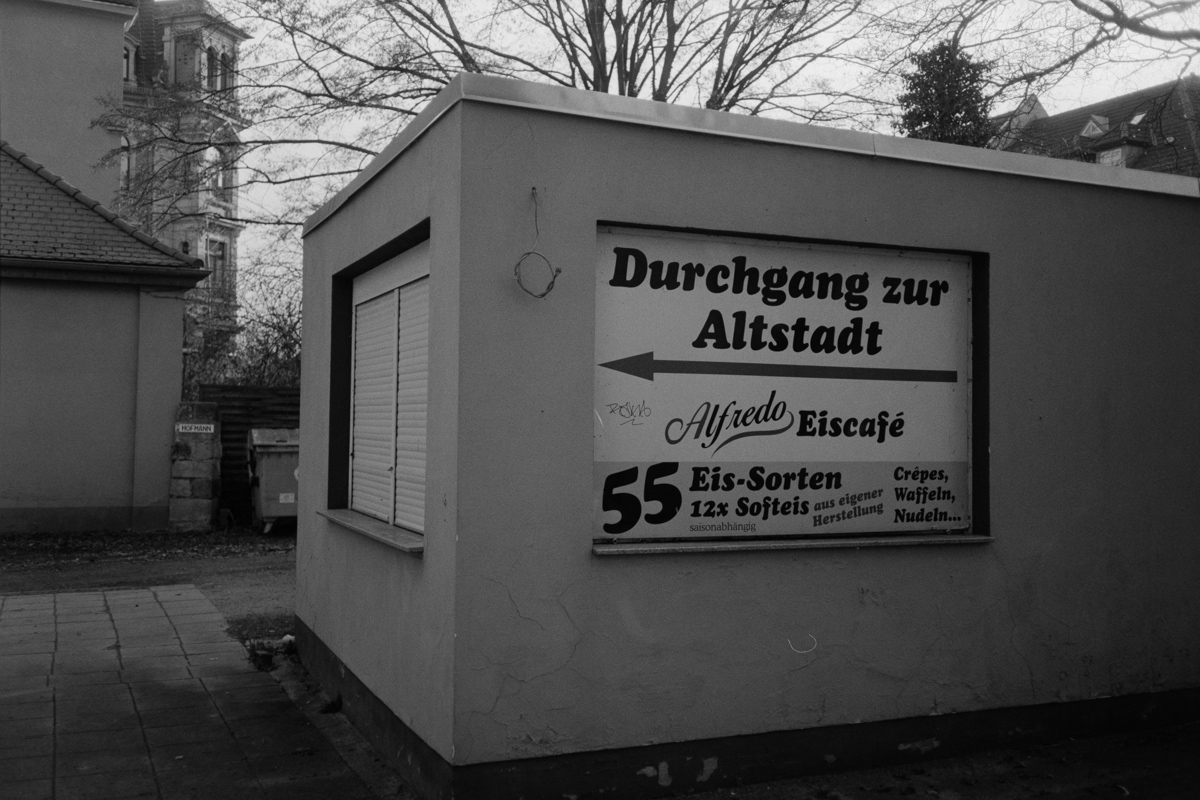 HOFMANN
Durchgang zur
Altstadt
Alfredo Eiscafé
55 Eis-Sorten
12x Softeis aus eigener Herstellung
saisonabhängig
Crêpes,
Waffeln,
Nudeln...